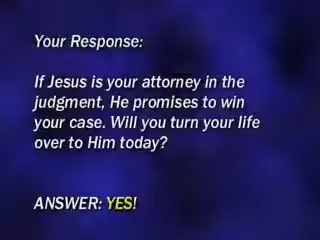 Your Response:
If Jesus is your attorney in the
judgment, He promises to win
your case. Will you turn your life
over to Him today?
ANSWER: YES!